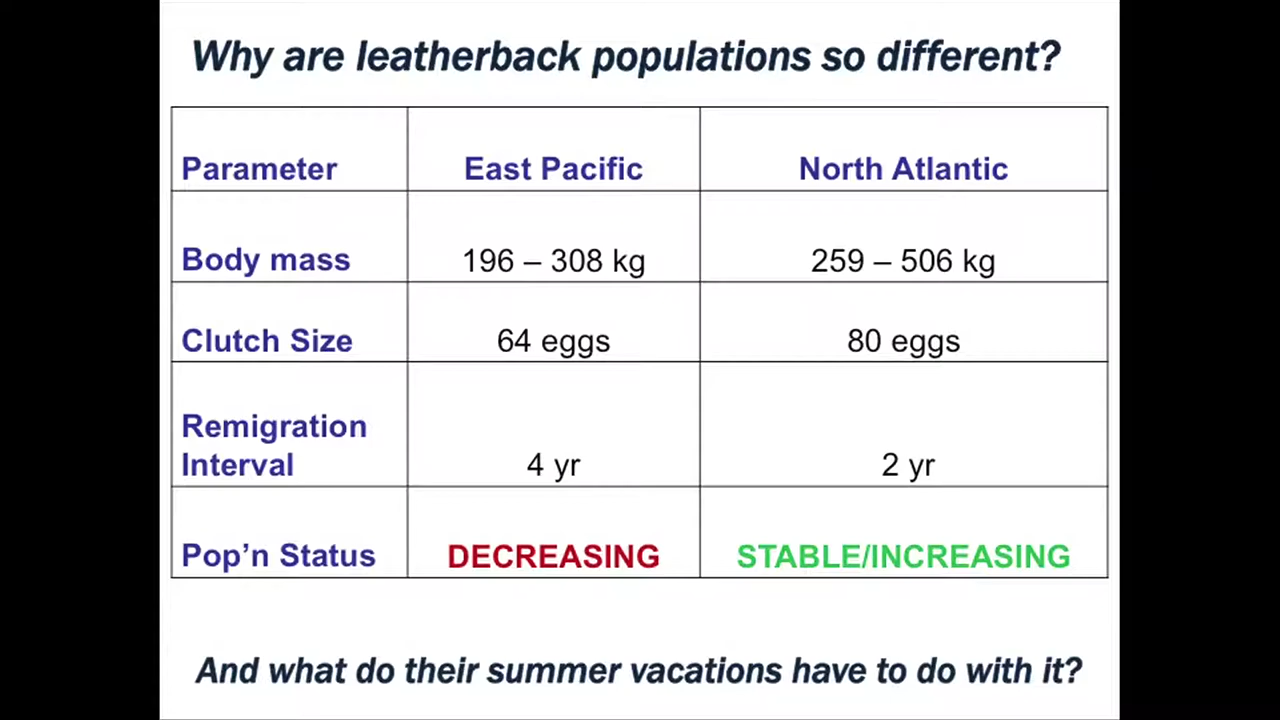 Why are leatherback populations so different?
Parameter East Pacific North Atlantic
Body mass 196 – 308 kg 259 – 506 kg
Clutch Size 64 eggs 80 eggs
Remigration
Interval 4 yr 2 yr
Pop’n Status DECREASING STABLE/INCREASING
And what do their summer vacations have to do with it?